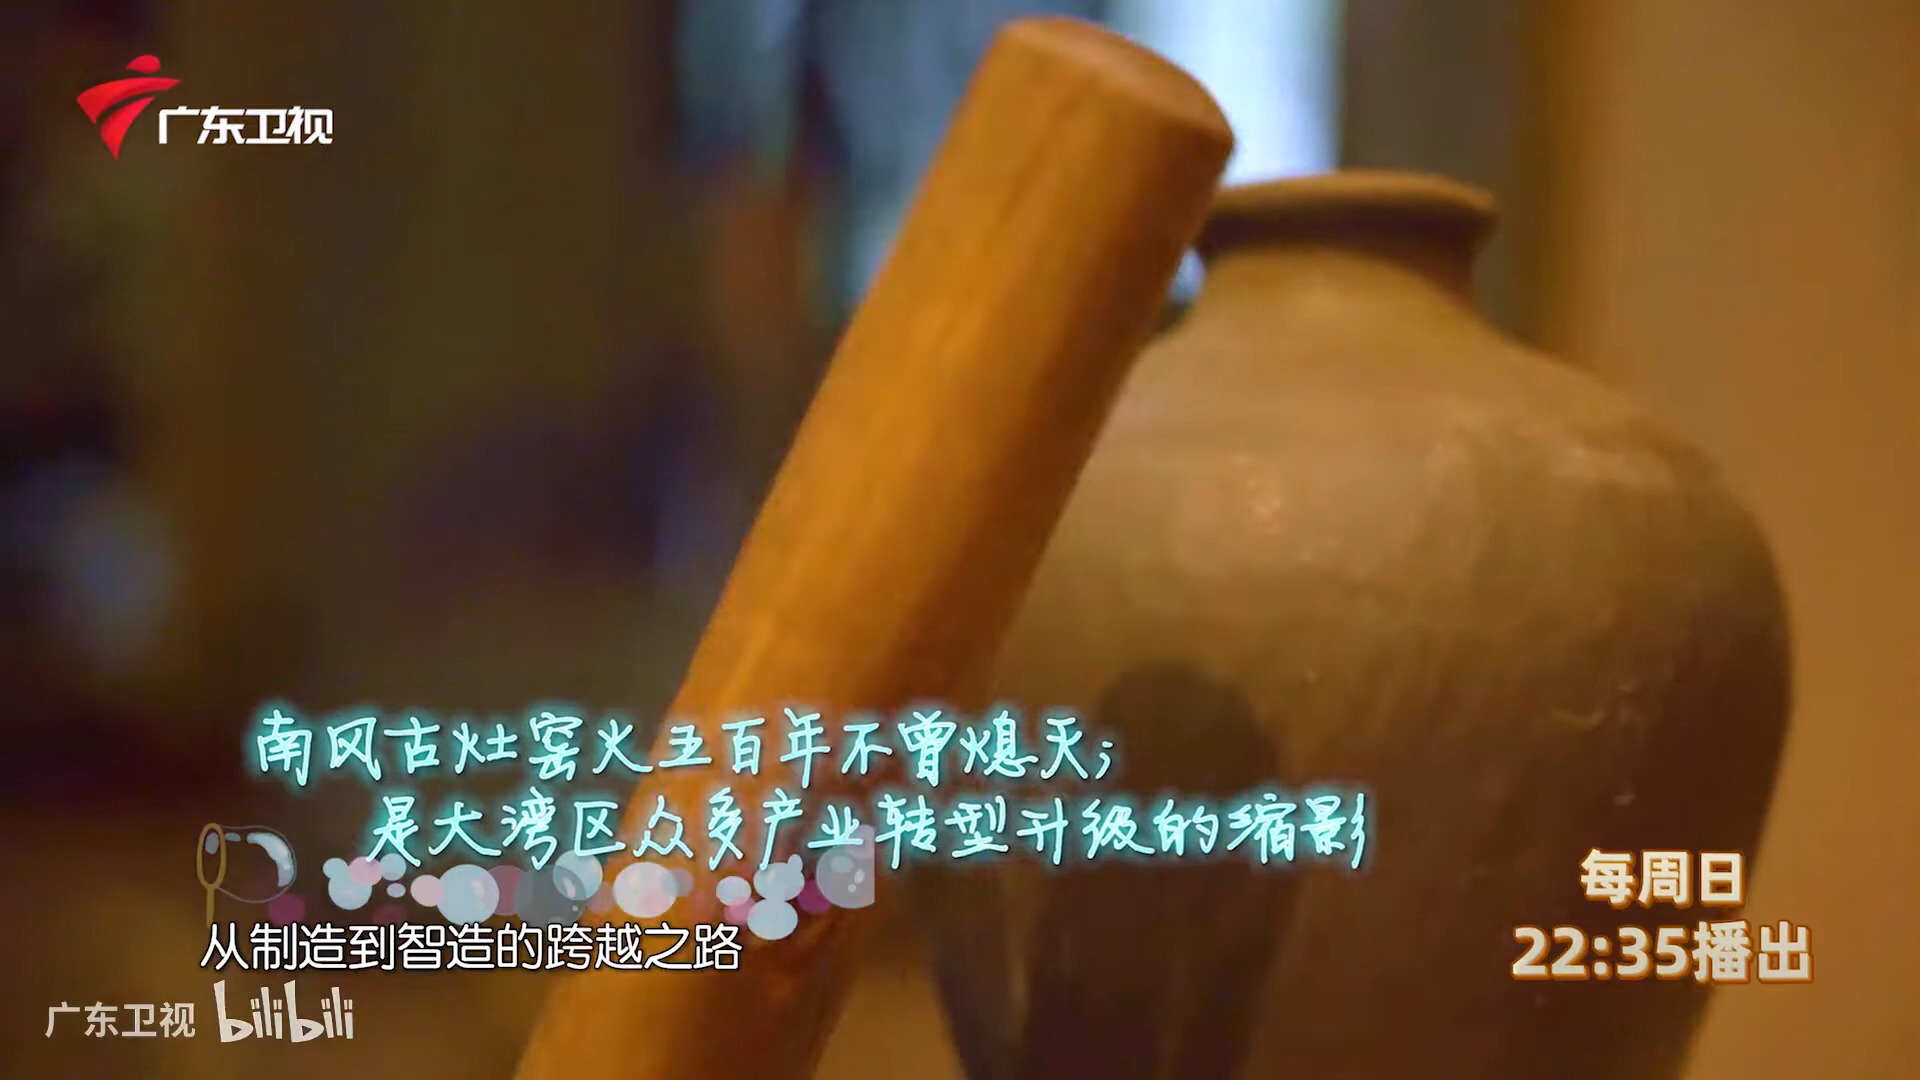 广东卫视
南风古灶窑火五百年不曾熄灭;
是大湾区众多产业转型升级的缩影
从制造到智造的跨越之路
每周日
22:35播出
广东卫视 bilibili